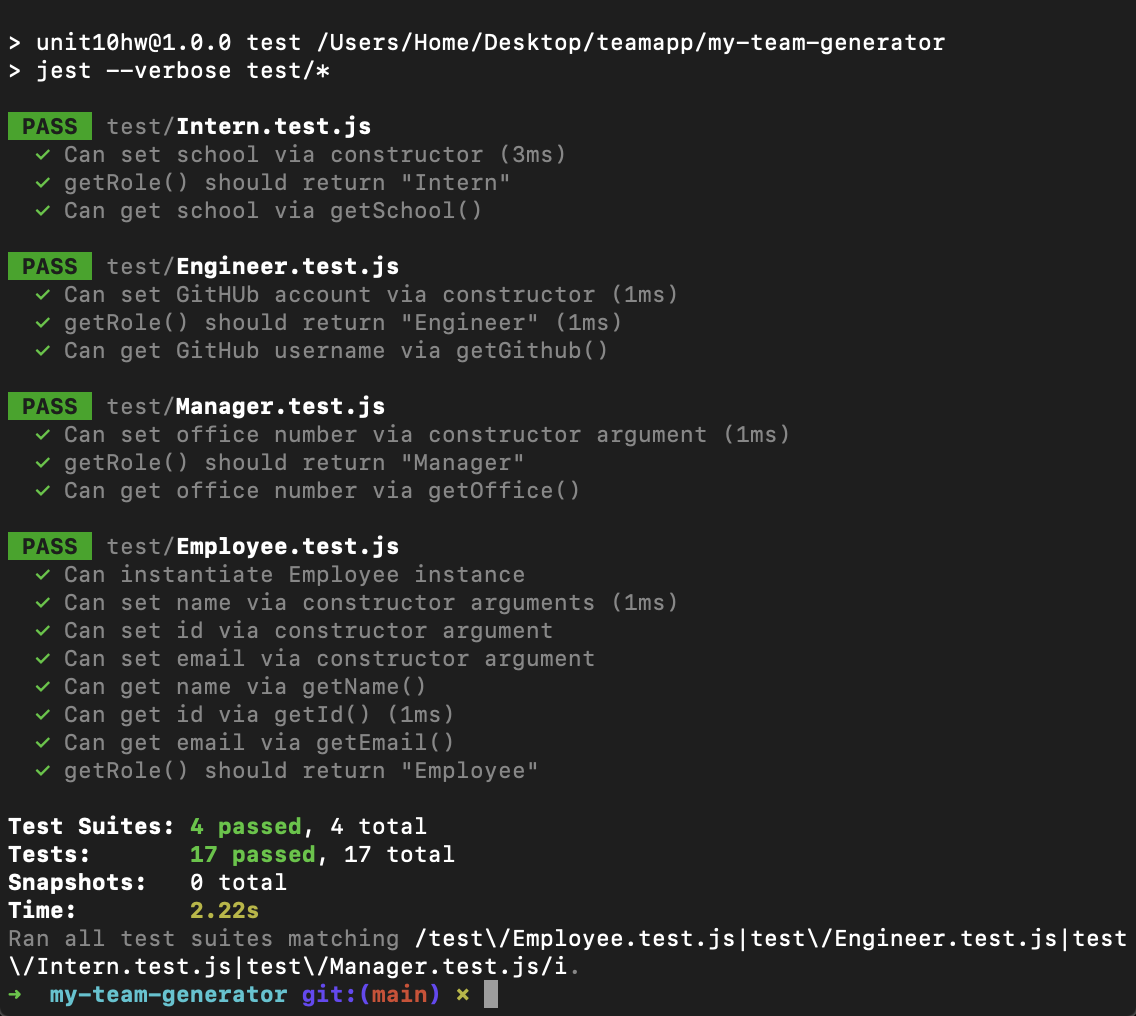 > unit10hw@1.0.0 test /Users/Home/Desktop/teamapp/my-team-generator
> jest --verbose test/*
PASS test/Intern.test.js
✓ Can set school via constructor (3ms)
✓ getRole() should return "Intern"
✓ Can get school via getSchool()
PASS test/Engineer.test.js
✓ Can set GitHUb account via constructor (1ms)
✓ getRole() should return "Engineer" (1ms)
✓ Can get GitHub username via getGithub()
PASS test/Manager.test.js
✓ Can set office number via constructor argument (1ms)
✓ getRole() should return "Manager"
✓ Can get office number via getOffice()
PASS test/Employee.test.js
✓ Can instantiate Employee instance
✓ Can set name via constructor arguments (1ms)
✓ Can set id via constructor argument
✓ Can set email via constructor argument
✓ Can get name via getName()
✓ Can get id via getId() (1ms)
✓ Can get email via getEmail()
✓ getRole() should return "Employee"
Test Suites: 4 passed, 4 total
Tests: 17 passed, 17 total
Snapshots: 0 total
Time: 2.22s
Ran all test suites matching /test\/Employee.test.js|test\/Engineer.test.js|test
\/Intern.test.js|test\/Manager.test.js/i.
➜ my-team-generator git:(main) ×